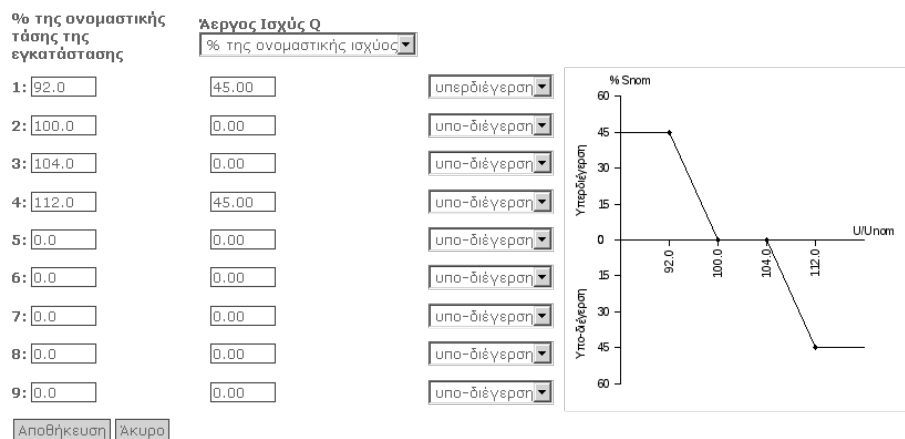 % της ονομαστικής
τάσης της
εγκατάστασης
Άεργος Ισχύς Q
% της ονομαστικής ισχύος
1: 92.0 45.00 υπερδιέγερση
2: 100.0 0.00 υπο-διέγερση
3: 104.0 0.00 υπο-διέγερση
4: 112.0 45.00 υπο-διέγερση
5: 0.0 0.00 υπο-διέγερση
6: 0.0 0.00 υπο-διέγερση
7: 0.0 0.00 υπο-διέγερση
8: 0.0 0.00 υπο-διέγερση
9: 0.0 0.00 υπο-διέγερση
Αποθήκευση Άκυρο
% Snom
60
45
30
15
0
15
30
45
60
Υπερδιέγερση
Υπο-διέγερση
92.0
100.0
104.0
112.0
U/Unom